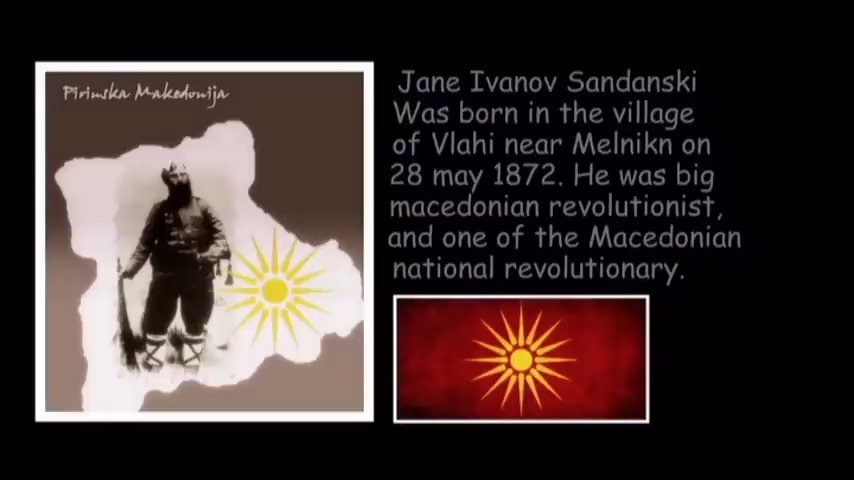 Pirinska Makedonija
Jane Ivanov Sandanski
Was born in the village
of Vlahi near Melnikn on
28 may 1872. He was big
macedonian revolutionist,
and one of the Macedonian
national revolutionary.